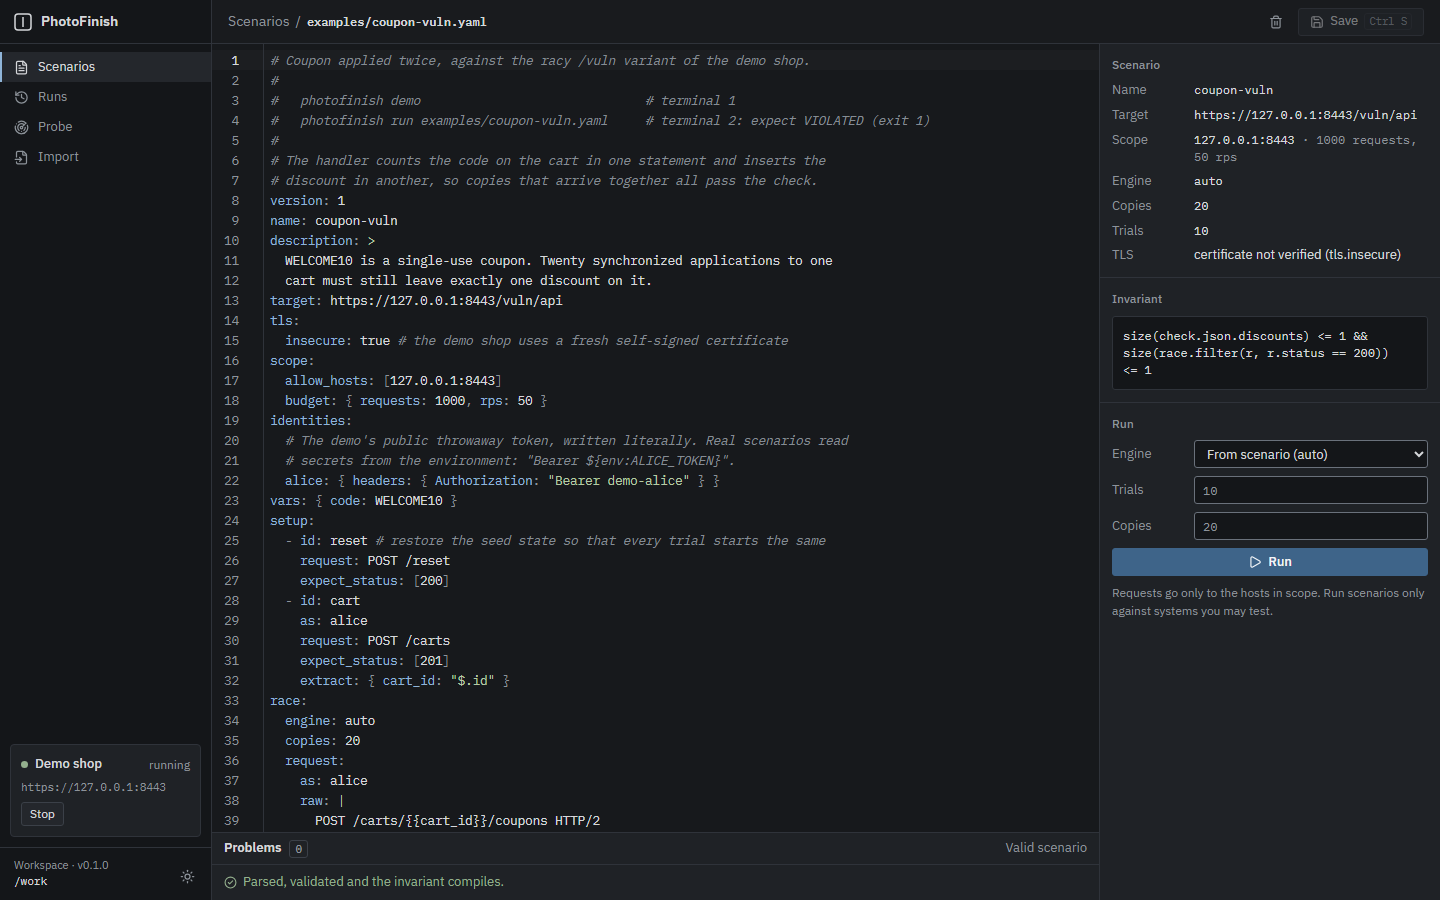 PhotoFinish
Scenarios
Runs
Probe
Import
Demo shop running
https://127.0.0.1:8443
Stop
Workspace · v0.1.0
/work
Scenarios / examples/coupon-vuln.yaml
Save Ctrl S
1 # Coupon applied twice, against the racy /vuln variant of the demo shop.
2 #
3 #   photofinish demo                              # terminal 1
4 #   photofinish run examples/coupon-vuln.yaml     # terminal 2: expect VIOLATED (exit 1)
5 #
6 # The handler counts the code on the cart in one statement and inserts the
7 # discount in another, so copies that arrive together all pass the check.
8 version: 1
9 name: coupon-vuln
10 description: >
11   WELCOME10 is a single-use coupon. Twenty synchronized applications to one
12   cart must still leave exactly one discount on it.
13 target: https://127.0.0.1:8443/vuln/api
14 tls:
15   insecure: true # the demo shop uses a fresh self-signed certificate
16 scope:
17   allow_hosts: [127.0.0.1:8443]
18   budget: { requests: 1000, rps: 50 }
19 identities:
20   # The demo's public throwaway token, written literally. Real scenarios read
21   # secrets from the environment: "Bearer ${env:ALICE_TOKEN}".
22   alice: { headers: { Authorization: "Bearer demo-alice" } }
23 vars: { code: WELCOME10 }
24 setup:
25   - id: reset # restore the seed state so that every trial starts the same
26     request: POST /reset
27     expect_status: [200]
28   - id: cart
29     as: alice
30     request: POST /carts
31     expect_status: [201]
32     extract: { cart_id: "$.id" }
33 race:
34   engine: auto
35   copies: 20
36   request:
37     as: alice
38     raw: |
39       POST /carts/{{cart_id}}/coupons HTTP/2
Problems 0 Valid scenario
Parsed, validated and the invariant compiles.
Scenario
Name coupon-vuln
Target https://127.0.0.1:8443/vuln/api
Scope 127.0.0.1:8443 · 1000 requests,
50 rps
Engine auto
Copies 20
Trials 10
TLS certificate not verified (tls.insecure)
Invariant
size(check.json.discounts) <= 1 &&
size(race.filter(r, r.status == 200))
<= 1
Run
Engine From scenario (auto)
Trials 10
Copies 20
Run
Requests go only to the hosts in scope. Run scenarios only
against systems you may test.